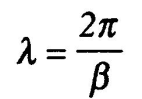 λ = 2π/β